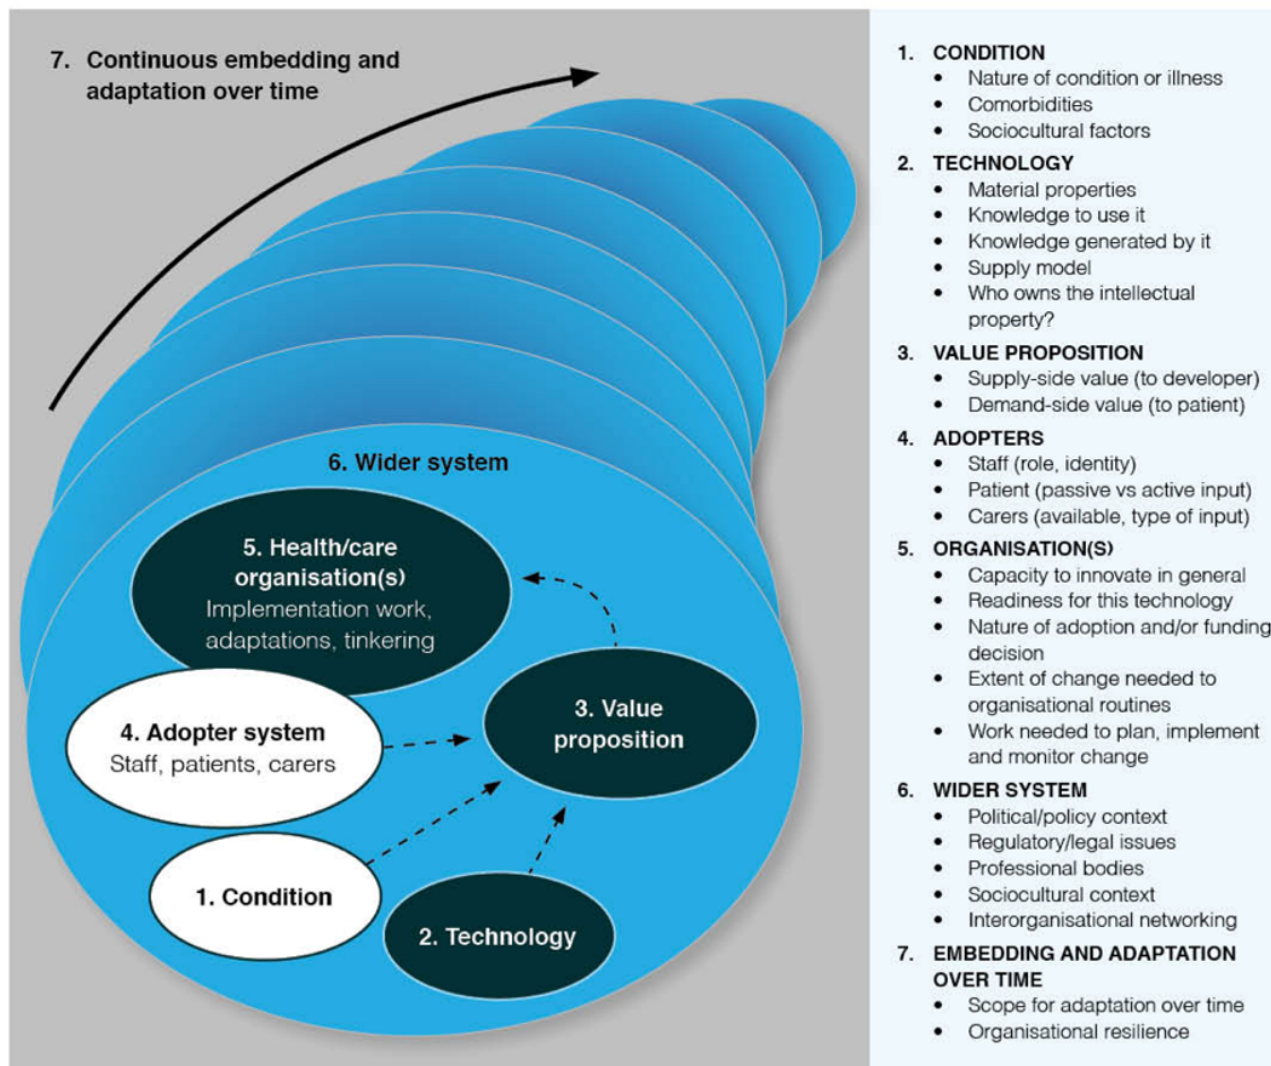 7. Continuous embedding and
adaptation over time
6. Wider system
5. Health/care
organisation(s)
Implementation work,
adaptations, tinkering
4. Adopter system
Staff, patients, carers
3. Value
proposition
1. Condition
2. Technology
1. CONDITION
• Nature of condition or illness
• Comorbidities
• Sociocultural factors
2. TECHNOLOGY
• Material properties
• Knowledge to use it
• Knowledge generated by it
• Supply model
• Who owns the intellectual
property?
3. VALUE PROPOSITION
• Supply-side value (to developer)
• Demand-side value (to patient)
4. ADOPTERS
• Staff (role, identity)
• Patient (passive vs active input)
• Carers (available, type of input)
5. ORGANISATION(S)
• Capacity to innovate in general
• Readiness for this technology
• Nature of adoption and/or funding
decision
• Extent of change needed to
organisational routines
• Work needed to plan, implement
and monitor change
6. WIDER SYSTEM
• Political/policy context
• Regulatory/legal issues
• Professional bodies
• Sociocultural context
• Interorganisational networking
7. EMBEDDING AND ADAPTATION
OVER TIME
• Scope for adaptation over time
• Organisational resilience